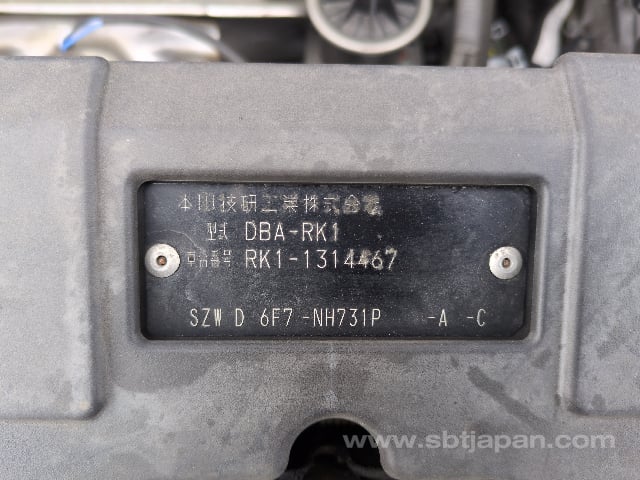 本田技研工業株式会社
型式 DBA-RK1
車台番号 RK1-1314467
SZW D 6F7-NH731P -A -C
www.sbtjapan.com